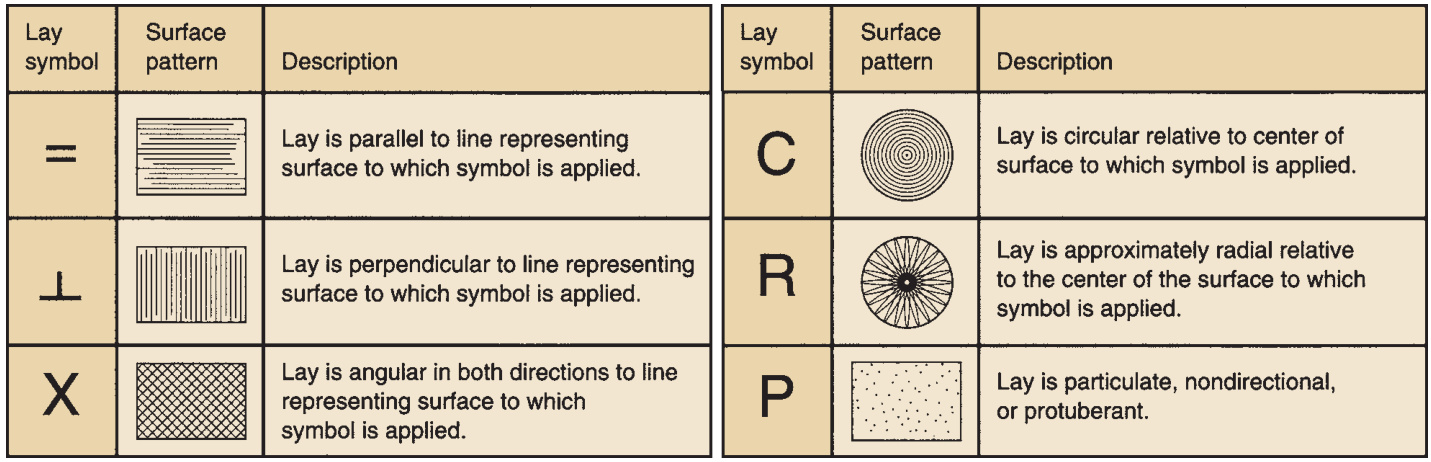 Lay
symbol
Surface
pattern
Description
=
Lay is parallel to line representing
surface to which symbol is applied.
⊥
Lay is perpendicular to line representing
surface to which symbol is applied.
X
Lay is angular in both directions to line
representing surface to which
symbol is applied.
Lay
symbol
Surface
pattern
Description
C
Lay is circular relative to center of
surface to which symbol is applied.
R
Lay is approximately radial relative
to the center of the surface to which
symbol is applied.
P
Lay is particulate, nondirectional,
or protuberant.